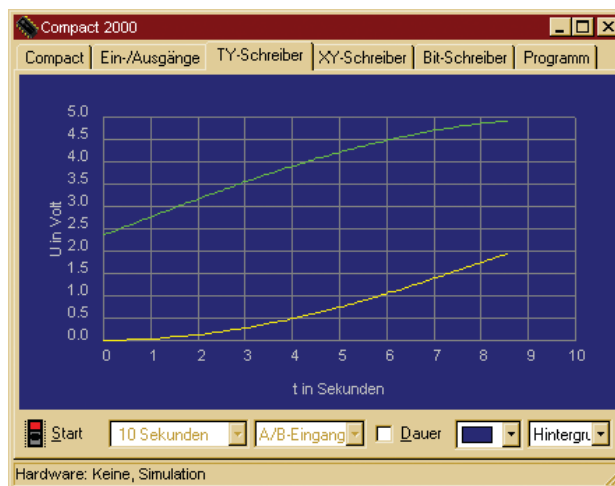 Compact 2000
Compact Ein-/Ausgänge TY-Schreiber XY-Schreiber Bit-Schreiber Programm
5.0
4.5
4.0
3.5
3.0
2.5
2.0
1.5
1.0
0.5
0.0
U in Volt
0 1 2 3 4 5 6 7 8 9 10
t in Sekunden
Start 10 Sekunden A/B-Eingang Dauer Hintergru
Hardware: Keine, Simulation